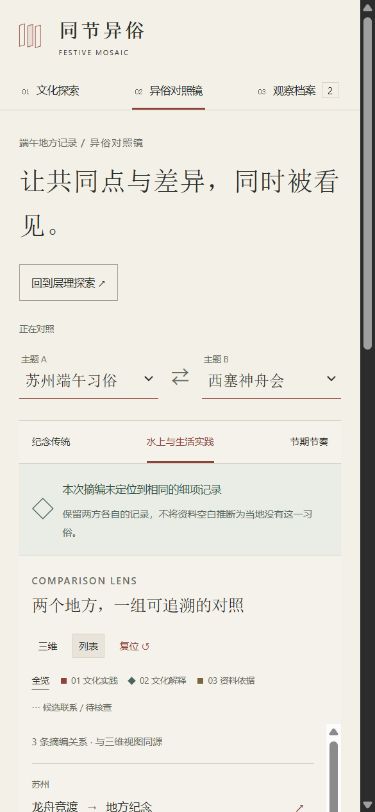 同节异俗
FESTIVE MOSAIC
01 文化探索
02 异俗对照镜
03 观察档案 2
端午地方记录 / 异俗对照镜
让共同点与差异，同时被看
见。
回到层理探索 ↗
正在对照
主题 A
苏州端午习俗
主题 B
西塞神舟会
纪念传统
水上与生活实践
节期节奏
本次摘编未定位到相同的细项记录
保留两方各自的记录，不将资料空白推断为当地没有这一习
俗。
COMPARISON LENS
两个地方，一组可追溯的对照
三维
列表
复位 ↺
全览
01 文化实践
02 文化解释
03 资料依据
··· 候选联系 / 待核查
3 条摘编关系 · 与三维视图同源
苏州
龙舟竞渡 → 地方纪念 ↗